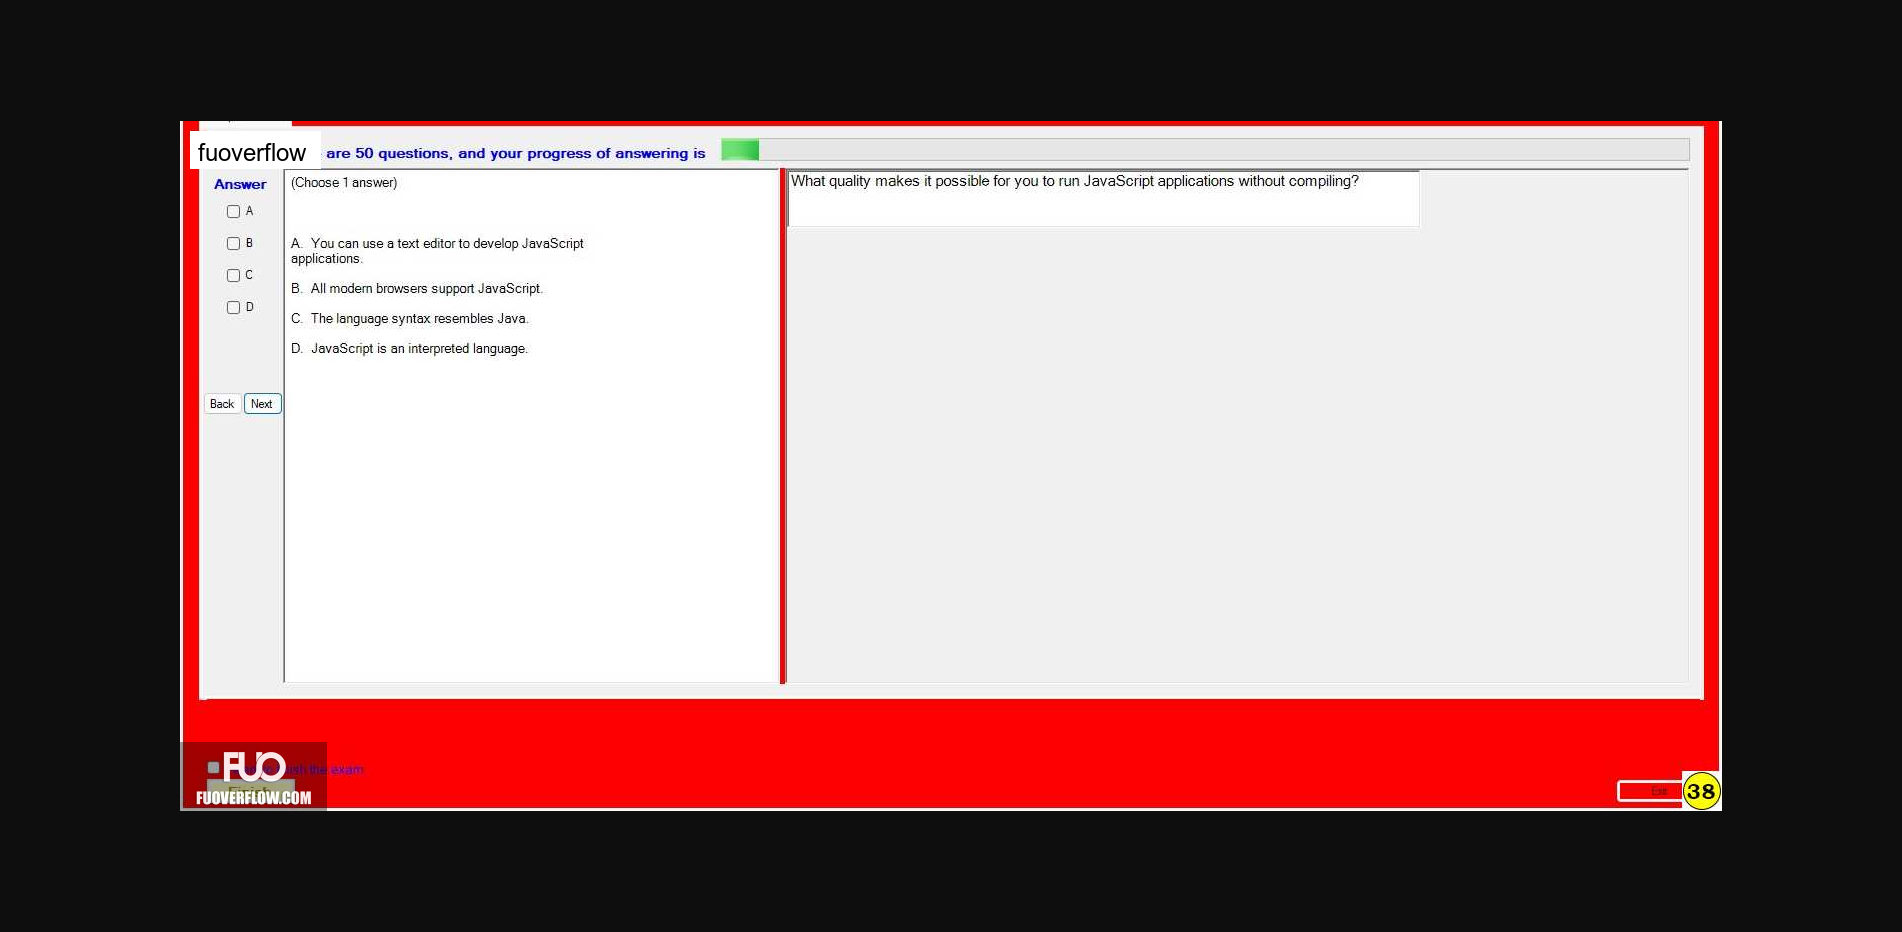 fuoverflow are 50 questions, and your progress of answering is
Answer
A
B
C
D
Back Next
(Choose 1 answer)
A. You can use a text editor to develop JavaScript
applications.
B. All modern browsers support JavaScript.
C. The language syntax resembles Java.
D. JavaScript is an interpreted language.
What quality makes it possible for you to run JavaScript applications without compiling?
FUO
the exam
Finish
FUOVERFLOW.COM
Exit
38